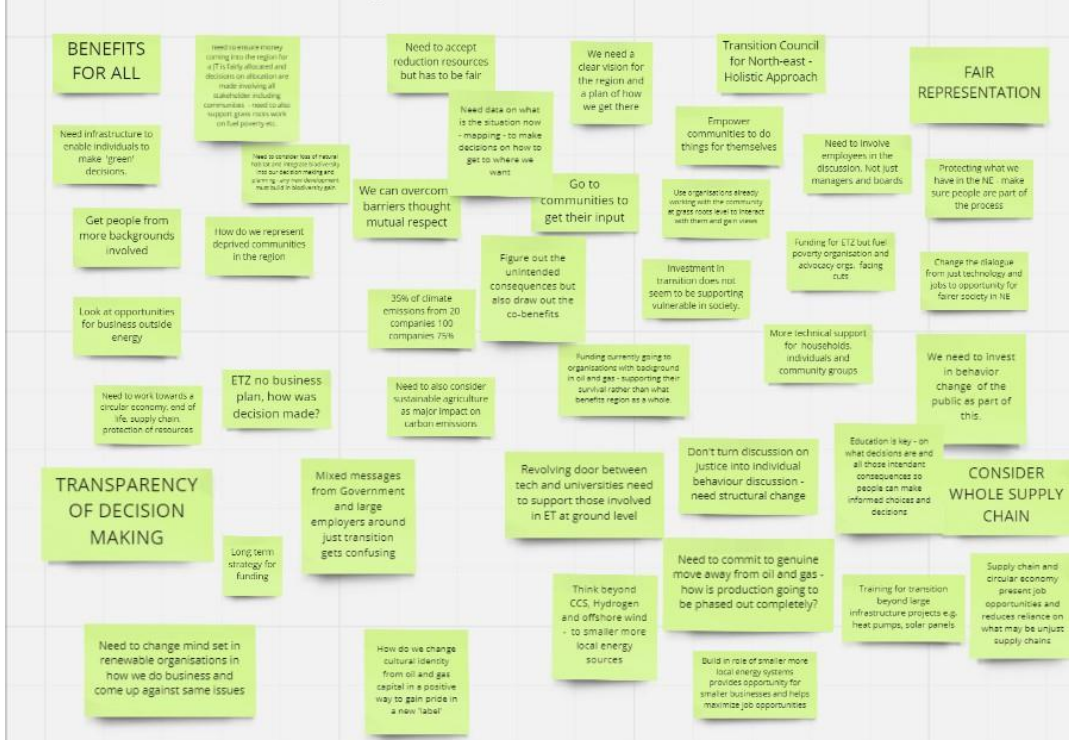 BENEFITS
FOR ALL
Need to ensure money
coming into the region for
a JT is fairly allocated and
decisions on allocation are
made involving all
stakeholder including
communities - need to also
support grass roots work
on fuel poverty etc.
Need to accept
reduction resources
but has to be fair
We need a
clear vision for
the region and
a plan of how
we get there
Transition Council
for North-east -
Holistic Approach
FAIR
REPRESENTATION
Need infrastructure to
enable individuals to
make 'green'
decisions.
Need to consider loss of natural
habitat and integrate biodiversity
into our decision making and
planning - any new development
must build in biodiversity gain
Need data on what
is the situation now
- mapping - to make
decisions on how to
get to where we
want
Empower
communities to do
things for themselves
Need to involve
employees in the
discussion. Not just
managers and boards
Protecting what we
have in the NE - make
sure people are part of
the process
We can overcom
barriers thought
mutual respect
Go to
communities to
get their input
Use organisations already
working with the community
at grass roots level to interact
with them and gain views
Get people from
more backgrounds
involved
How do we represent
deprived communities
in the region
Figure out the
unintended
consequences but
also draw out the
co-benefits
Investment in
transition does not
seem to be supporting
vulnerable in society.
Funding for ETZ but fuel
poverty organisation and
advocacy orgs. facing
cuts
Change the dialogue
from just technology and
jobs to opportunity for
fairer society in NE
Look at opportunities
for business outside
energy
35% of climate
emissions from 20
companies 100
companies 75%
More technical support
for households,
individuals and
community groups
We need to invest
in behavior
change of the
public as part of
this.
Funding currently going to
organisations with background
in oil and gas - supporting their
survival rather than what
benefits region as a whole.
Need to work towards a
circular economy, end of
life, supply chain,
protection of resources
ETZ no business
plan, how was
decision made?
Need to also consider
sustainable agriculture
as major impact on
carbon emissions
TRANSPARENCY
OF DECISION
MAKING
Mixed messages
from Government
and large
employers around
just transition
gets confusing
Revolving door between
tech and universities need
to support those involved
in ET at ground level
Don't turn discussion on
justice into individual
behaviour discussion -
need structural change
Education is key - on
what decisions are and
all those intendant
consequences so
people can make
informed choices and
decisions
CONSIDER
WHOLE SUPPLY
CHAIN
Long term
strategy for
funding
Think beyond
CCS, Hydrogen
and offshore wind
- to smaller more
local energy
sources
Need to commit to genuine
move away from oil and gas -
how is production going to
be phased out completely?
Training for transition
beyond large
infrastructure projects e.g.
heat pumps, solar panels
Supply chain and
circular economy
present job
opportunities and
reduces reliance on
what may be unjust
supply chains
Need to change mind set in
renewable organisations in
how we do business and
come up against same issues
How do we change
cultural identity
from oil and gas
capital in a positive
way to gain pride in
a new 'label'
Build in role of smaller more
local energy systems
provides opportunity for
smaller businesses and helps
maximize job opportunities